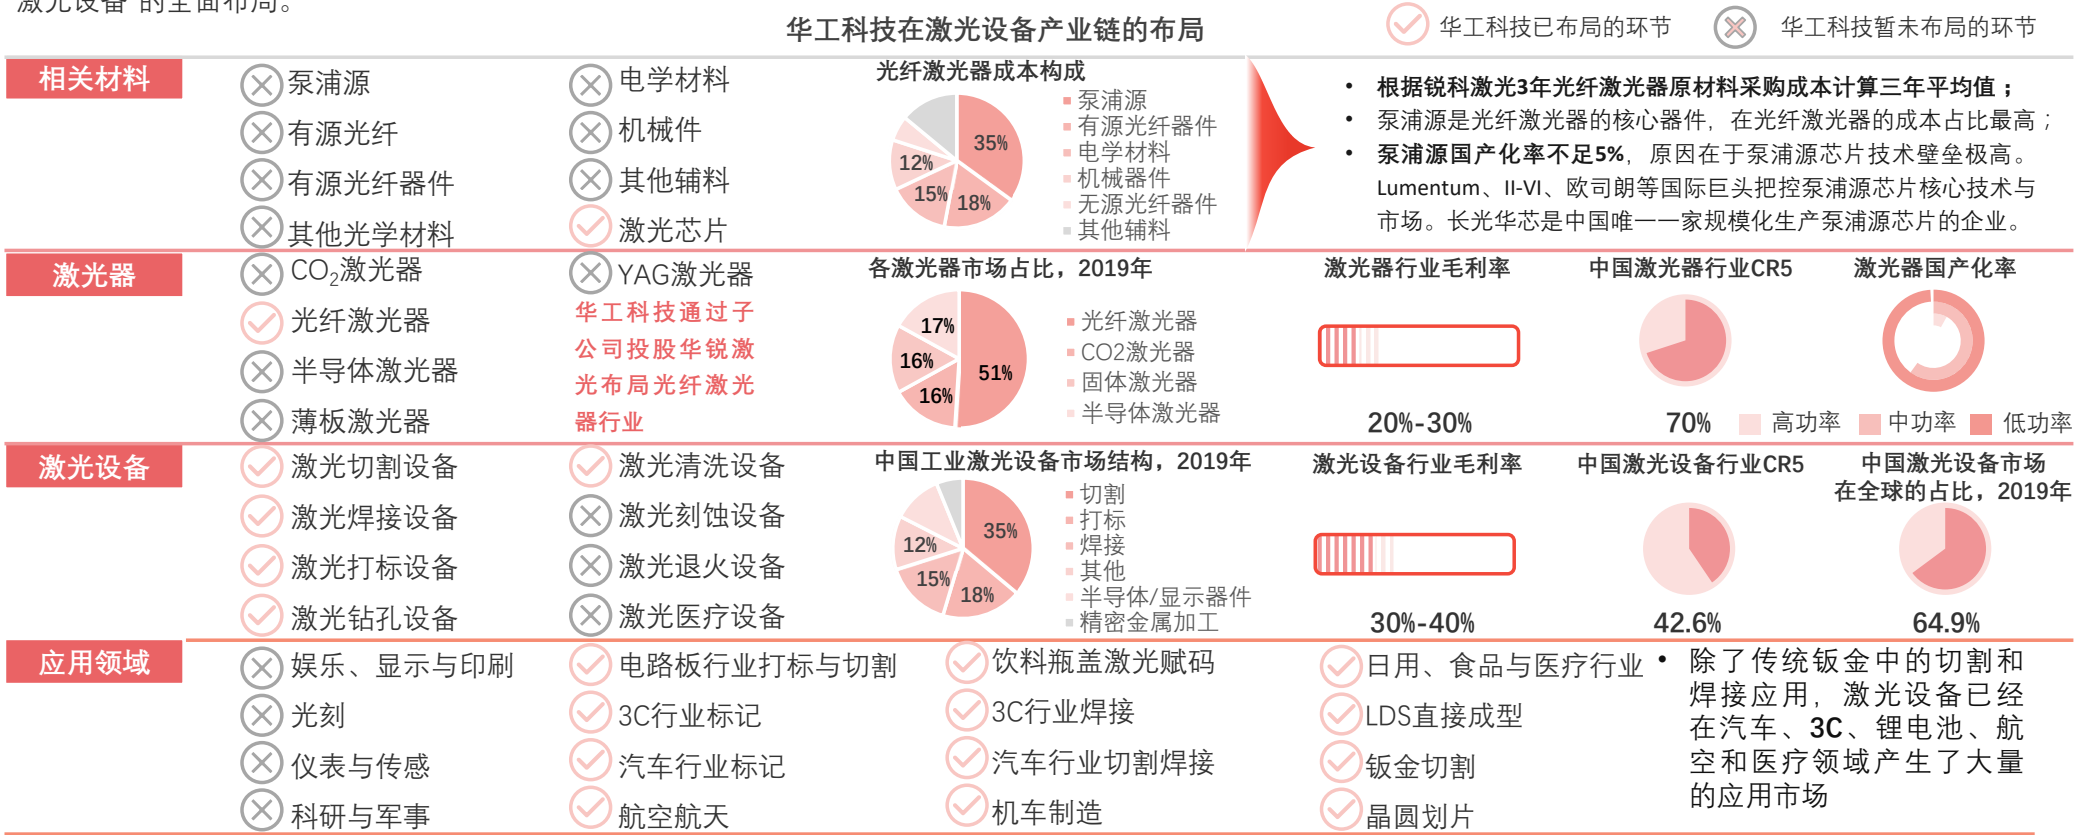 激光设备"的全面布局。
华工科技在激光设备产业链的布局
华工科技已布局的环节
华工科技暂未布局的环节
相关材料
泵浦源
有源光纤
有源光纤器件
其他光学材料
电学材料
机械件
其他辅料
激光芯片
光纤激光器成本构成
35%
18%
15%
12%
泵浦源
有源光纤器件
电学材料
机械器件
无源光纤器件
其他辅料
• 根据锐科激光3年光纤激光器原材料采购成本计算三年平均值；
• 泵浦源是光纤激光器的核心器件，在光纤激光器的成本占比最高；
• 泵浦源国产化率不足5%，原因在于泵浦源芯片技术壁垒极高。
Lumentum、II-VI、欧司朗等国际巨头把控泵浦源芯片核心技术与
市场。长光华芯是中国唯一一家规模化生产泵浦源芯片的企业。
激光器
CO2激光器
光纤激光器
半导体激光器
薄板激光器
YAG激光器
华工科技通过子
公司投股华锐激
光布局光纤激光
器行业
各激光器市场占比，2019年
17%
16%
16%
51%
光纤激光器
CO2激光器
固体激光器
半导体激光器
激光器行业毛利率
20%-30%
中国激光器行业CR5
70%
激光器国产化率
高功率
中功率
低功率
激光设备
激光切割设备
激光焊接设备
激光打标设备
激光钻孔设备
激光清洗设备
激光刻蚀设备
激光退火设备
激光医疗设备
中国工业激光设备市场结构，2019年
35%
18%
15%
12%
切割
打标
焊接
其他
半导体/显示器件
精密金属加工
激光设备行业毛利率
30%-40%
中国激光设备行业CR5
42.6%
中国激光设备市场
在全球的占比，2019年
64.9%
应用领域
娱乐、显示与印刷
光刻
仪表与传感
科研与军事
电路板行业打标与切割
3C行业标记
汽车行业标记
航空航天
饮料瓶盖激光赋码
3C行业焊接
汽车行业切割焊接
机车制造
日用、食品与医疗行业
LDS直接成型
钣金切割
晶圆划片
• 除了传统钣金中的切割和
焊接应用，激光设备已经
在汽车、3C、锂电池、航
空和医疗领域产生了大量
的应用市场